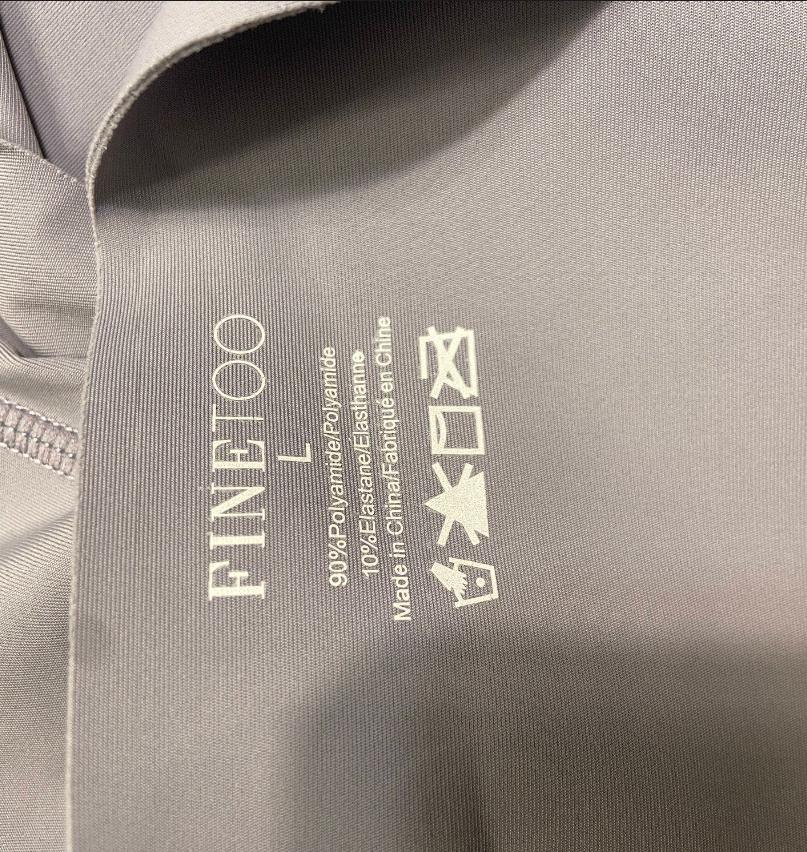 FINETOO
L
90%Polyamide/Polyamide
10%Elastane/Elasthanne
Made in China/Fabriqué en Chine